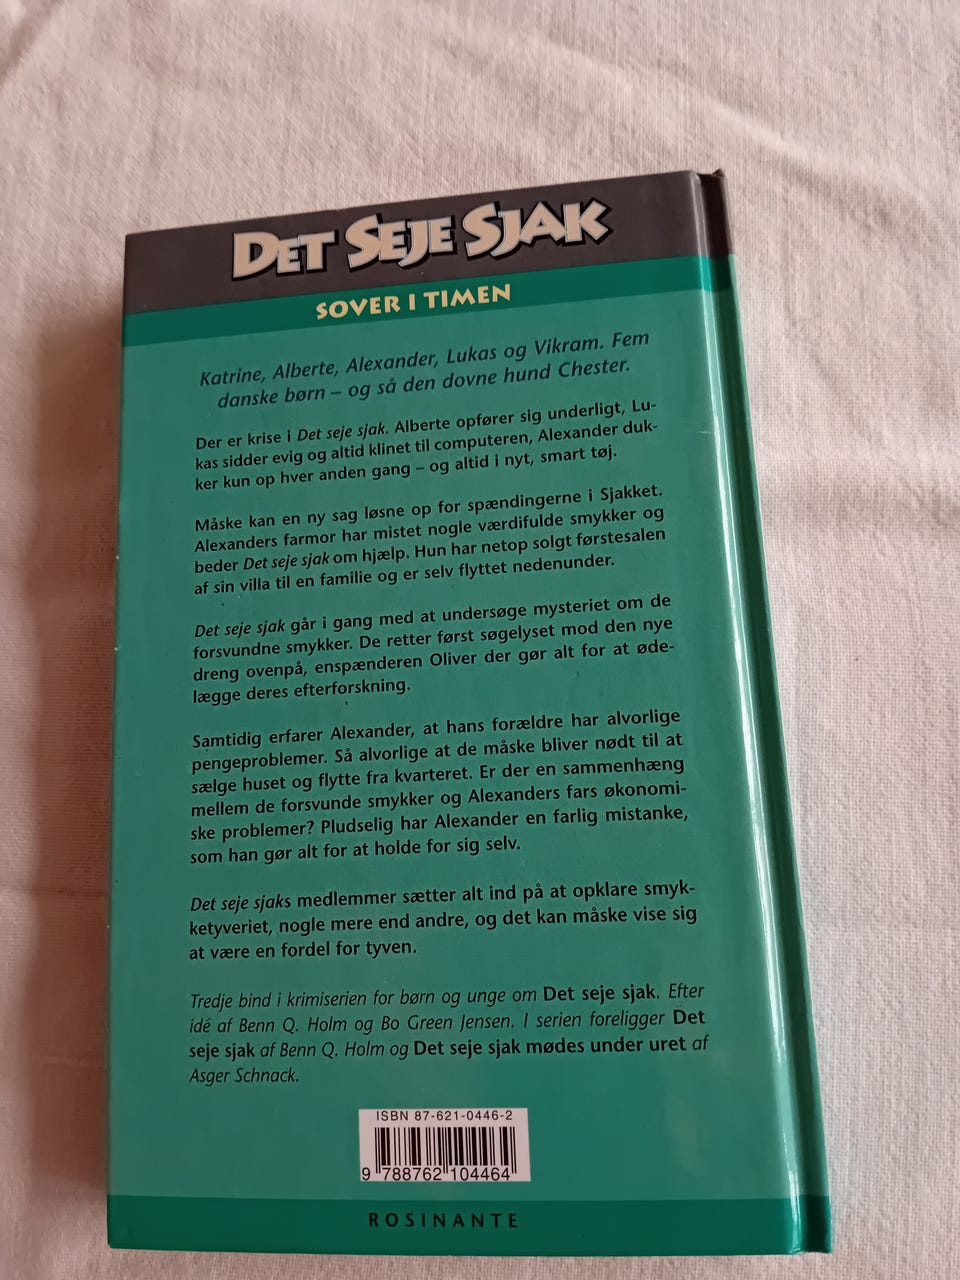 DET SEJE SJAK
SOVER I TIMEN
Katrine, Alberte, Alexander, Lukas og Vikram. Fem
danske børn – og så den dovne hund Chester.
Der er krise i Det seje sjak. Alberte opfører sig underligt, Lu-
kas sidder evig og altid klinet til computeren, Alexander duk-
ker kun op hver anden gang – og altid i nyt, smart tøj.
Måske kan en ny sag løsne op for spændingerne i Sjakket.
Alexanders farmor har mistet nogle værdifulde smykker og
beder Det seje sjak om hjælp. Hun har netop solgt førstesalen
af sin villa til en familie og er selv flyttet nedenunder.
Det seje sjak går i gang med at undersøge mysteriet om de
forsvundne smykker. De retter først søgelyset mod den nye
dreng ovenpå, enspænderen Oliver der gør alt for at øde-
lægge deres efterforskning.
Samtidig erfarer Alexander, at hans forældre har alvorlige
pengeproblemer. Så alvorlige at de måske bliver nødt til at
sælge huset og flytte fra kvarteret. Er der en sammenhæng
mellem de forsvunde smykker og Alexanders fars økonomi-
ske problemer? Pludselig har Alexander en farlig mistanke,
som han gør alt for at holde for sig selv.
Det seje sjaks medlemmer sætter alt ind på at opklare smyk-
ketyveriet, nogle mere end andre, og det kan måske vise sig
at være en fordel for tyven.
Tredje bind i krimiserien for børn og unge om Det seje sjak. Efter
idé af Benn Q. Holm og Bo Green Jensen. I serien foreligger Det
seje sjak af Benn Q. Holm og Det seje sjak mødes under uret af
Asger Schnack.
ISBN 87-621-0446-2
9 788762 104464
ROSINANTE